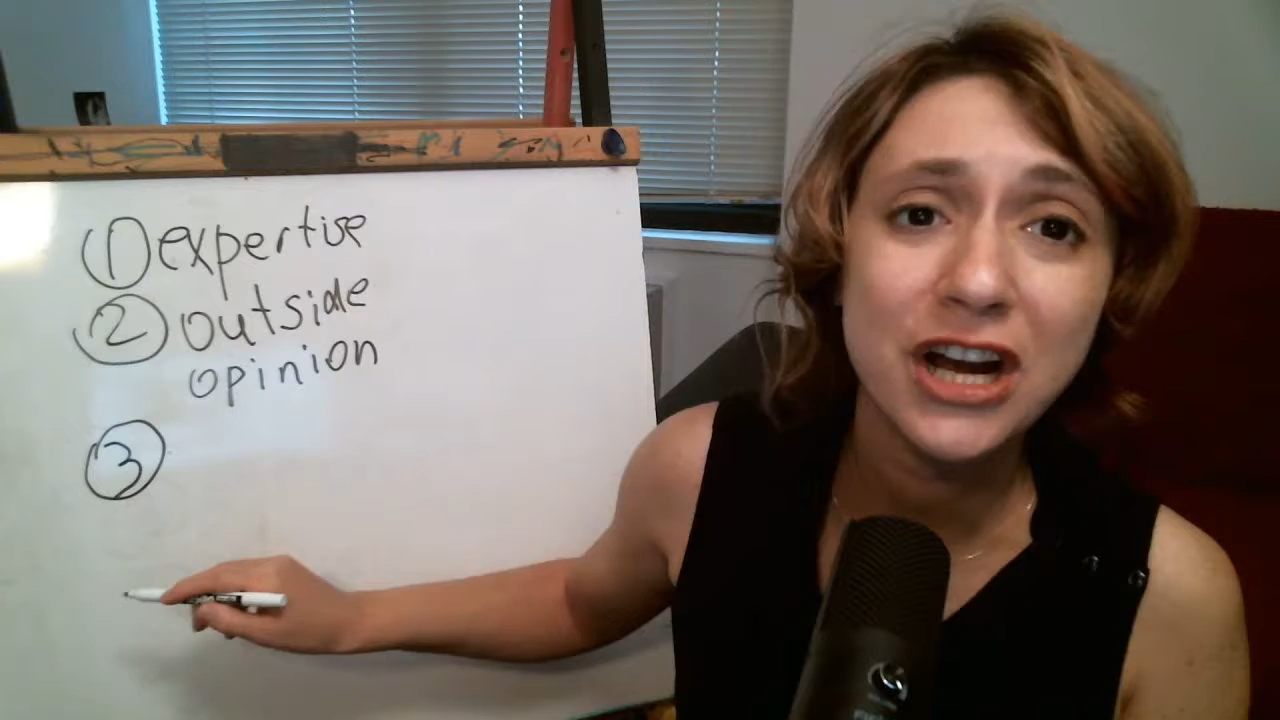 ① expertise
② outside
opinion
③